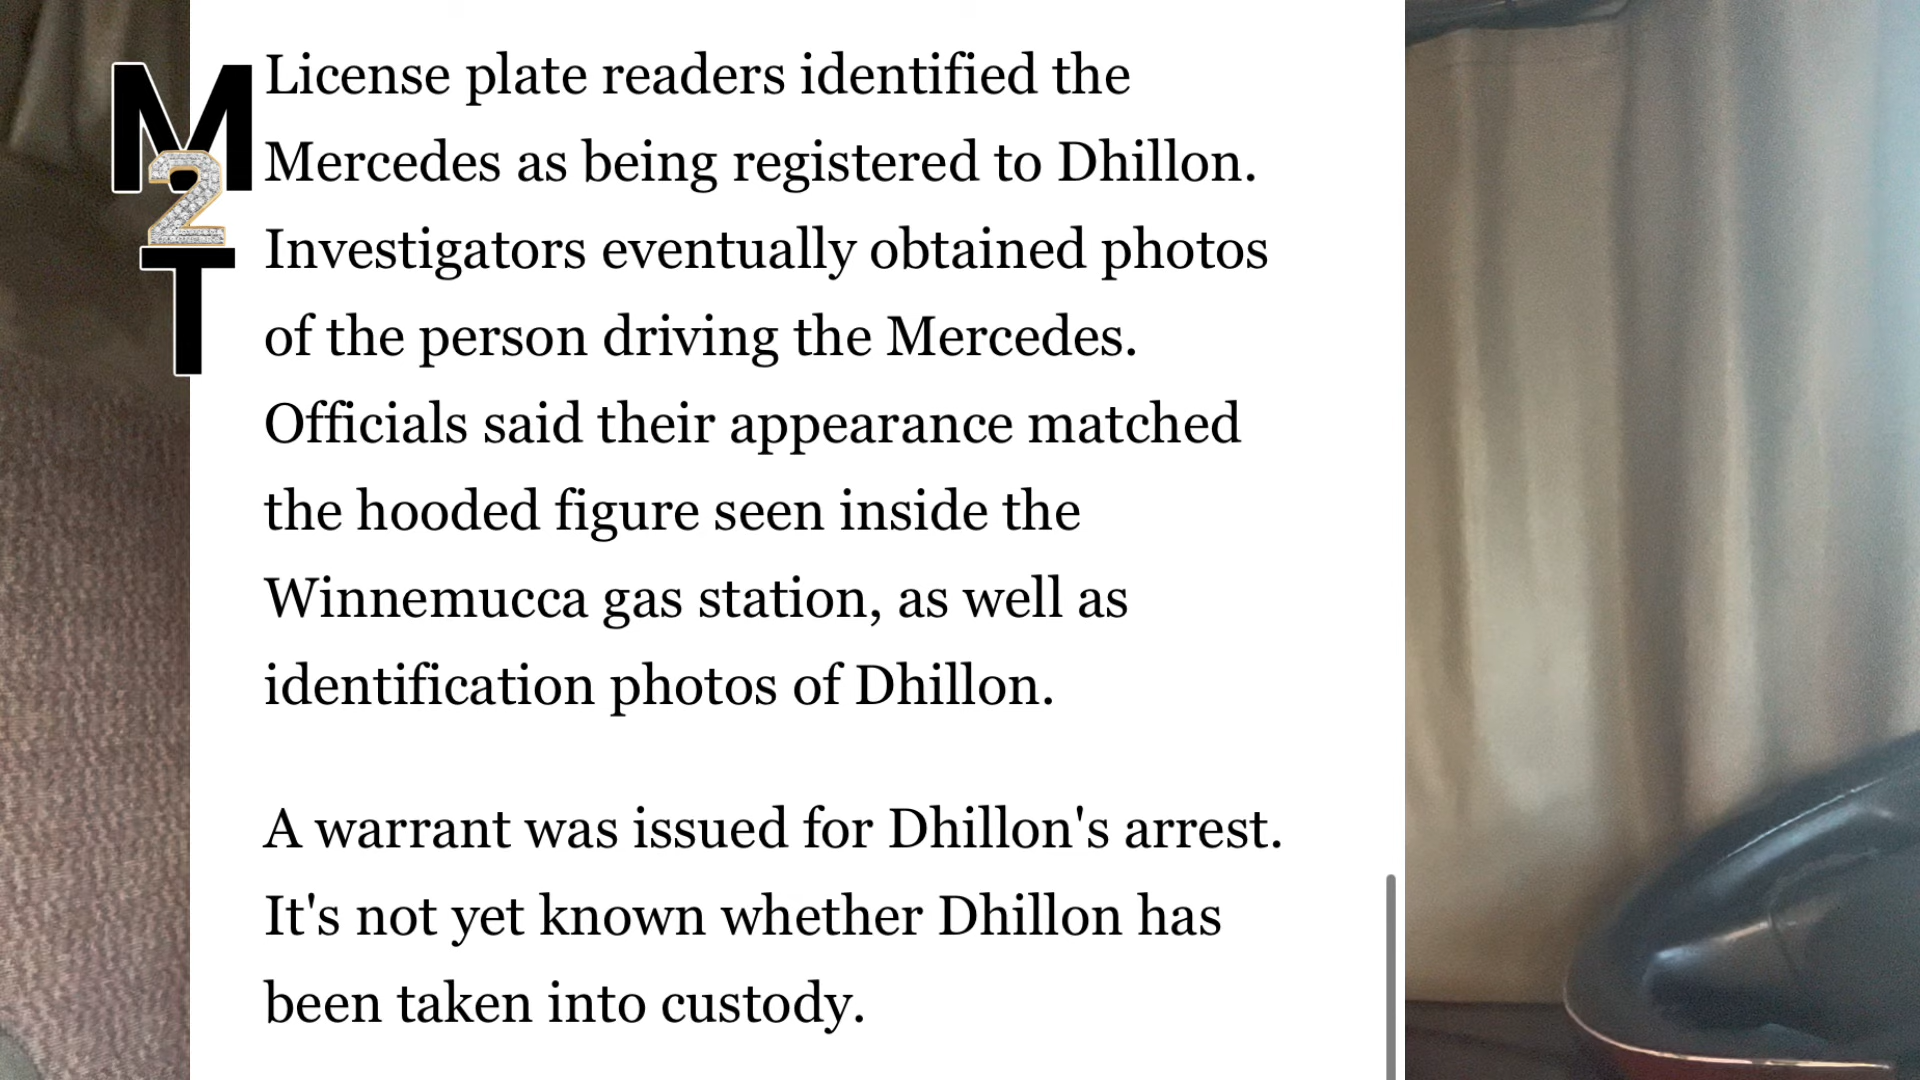 M
2
T
License plate readers identified the
Mercedes as being registered to Dhillon.
Investigators eventually obtained photos
of the person driving the Mercedes.
Officials said their appearance matched
the hooded figure seen inside the
Winnemucca gas station, as well as
identification photos of Dhillon.
A warrant was issued for Dhillon's arrest.
It's not yet known whether Dhillon has
been taken into custody.